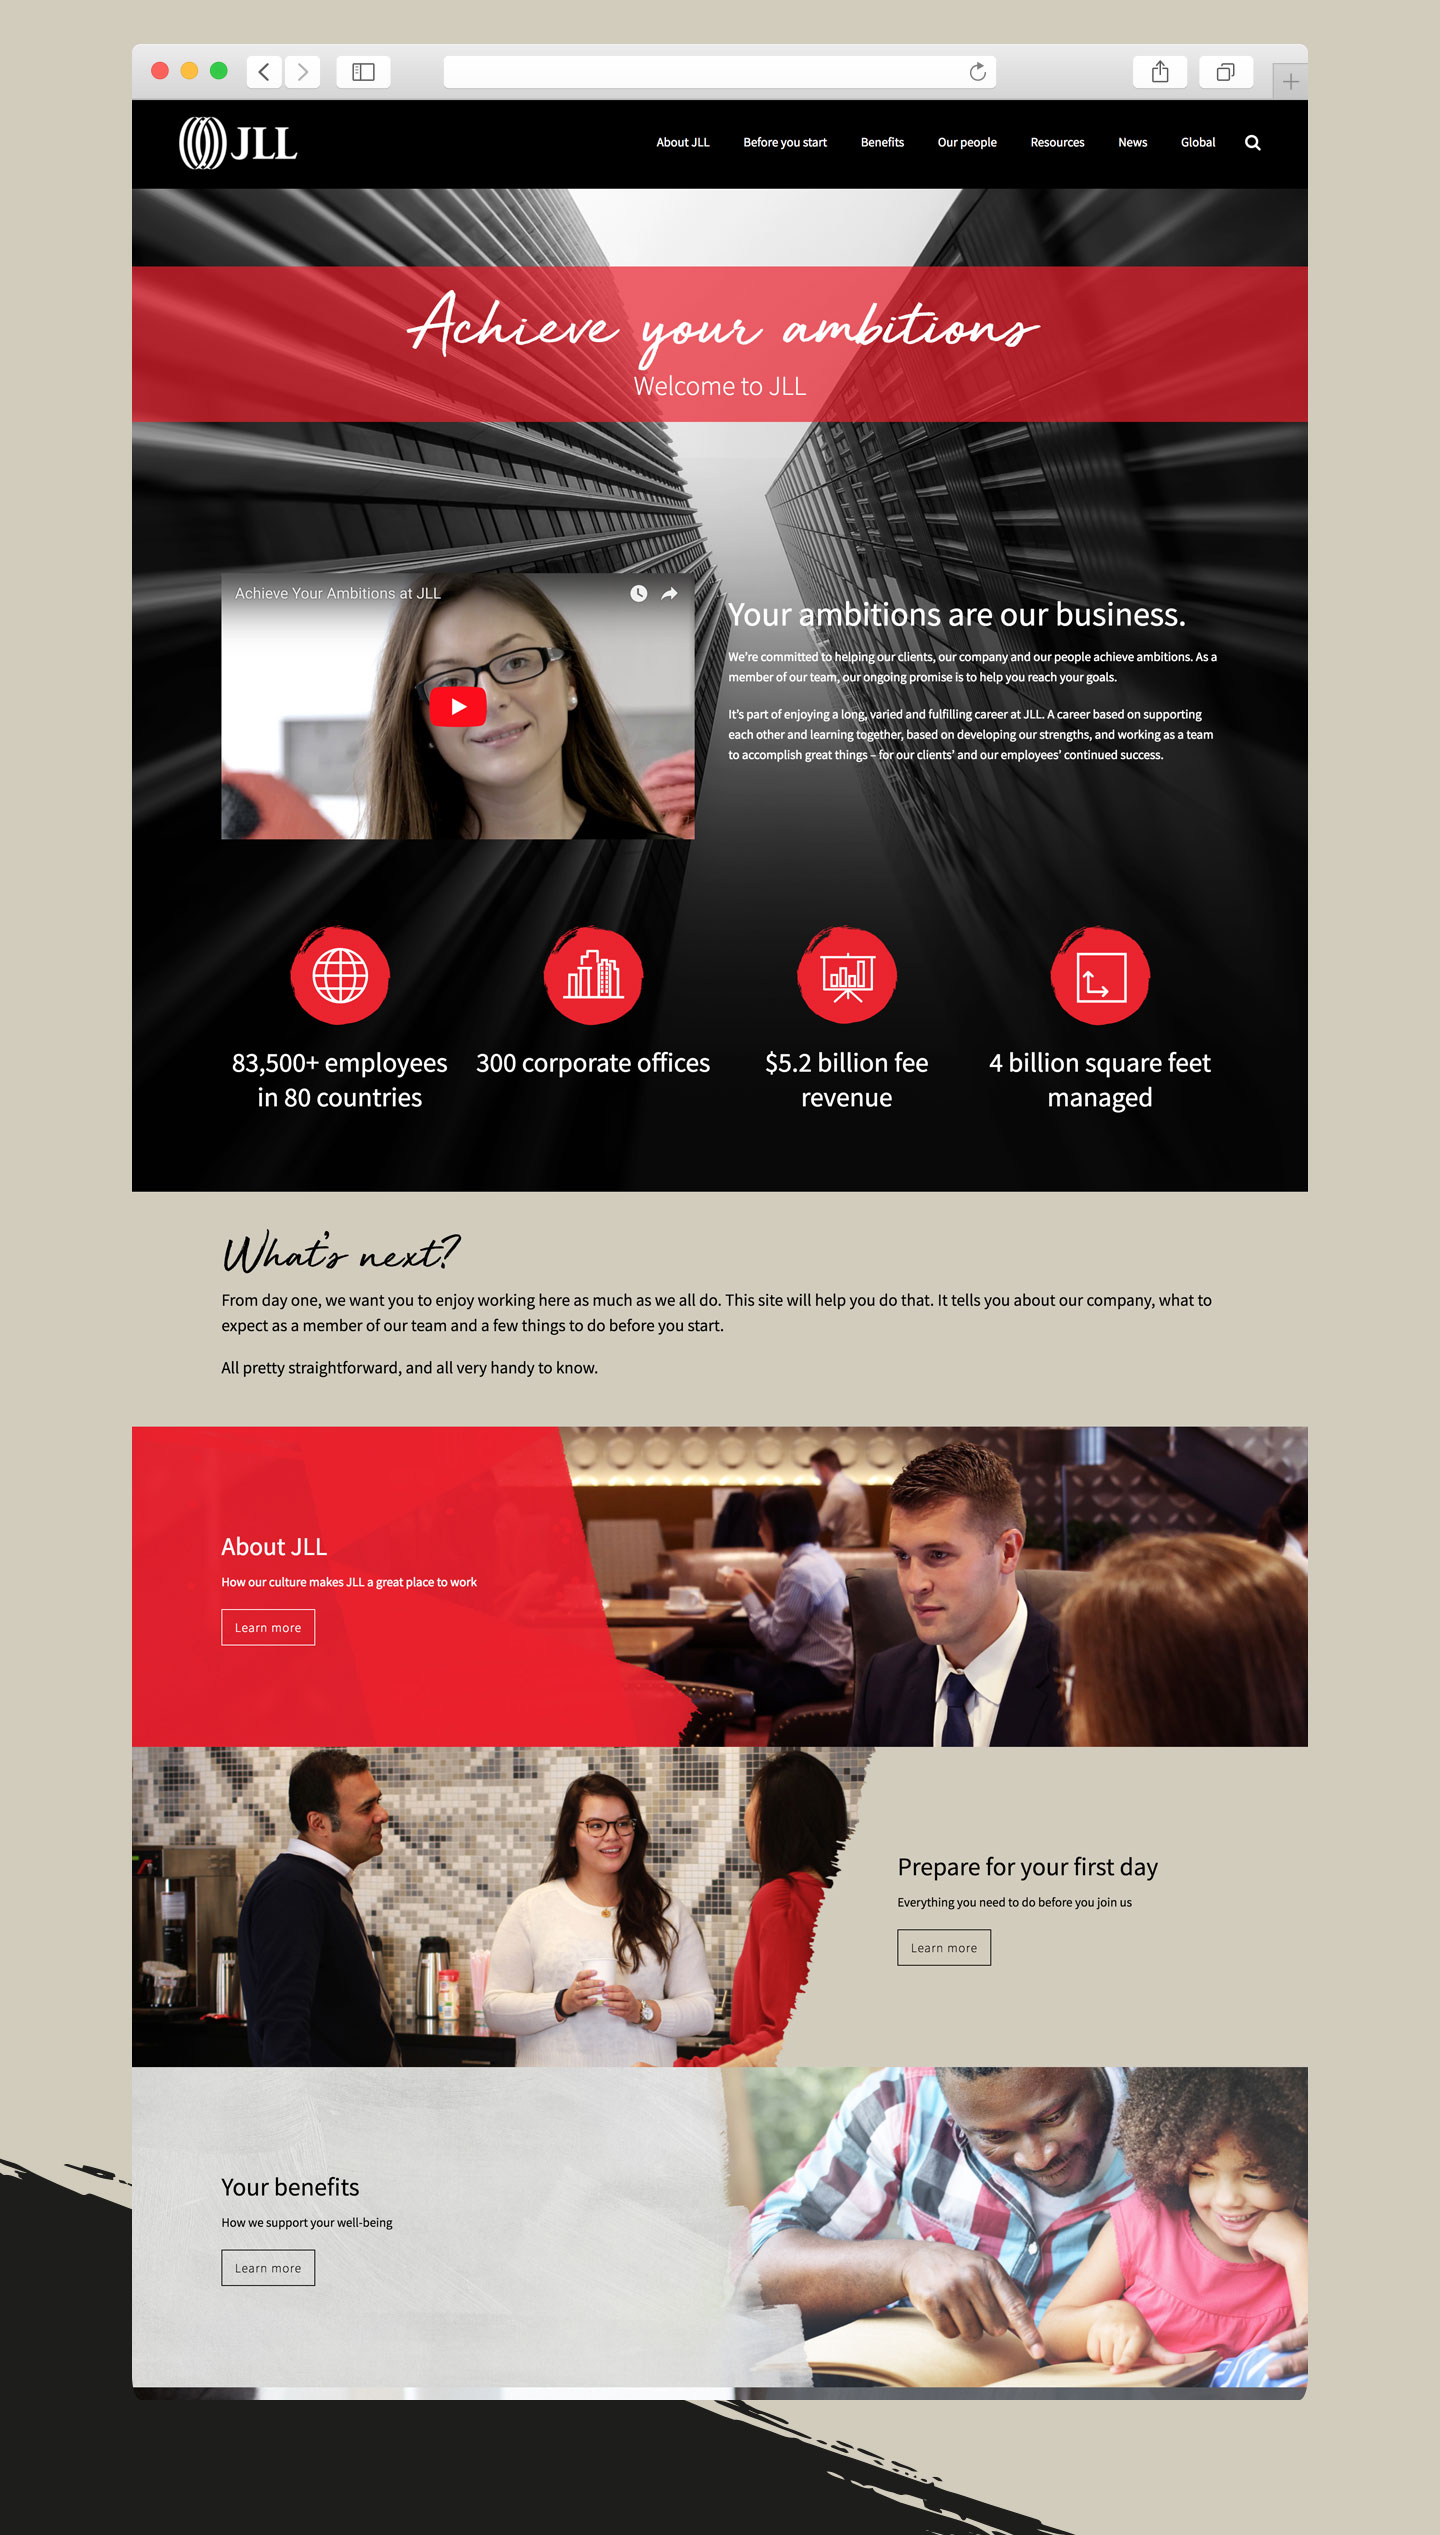 JLL
About JLL Before you start Benefits Our people Resources News Global
Achieve your ambitions
Welcome to JLL
Achieve Your Ambitions at JLL
Your ambitions are our business.
We’re committed to helping our clients, our company and our people achieve ambitions. As a
member of our team, our ongoing promise is to help you reach your goals.
It’s part of enjoying a long, varied and fulfilling career at JLL. A career based on supporting
each other and learning together, based on developing our strengths, and working as a team
to accomplish great things – for our clients’ and our employees’ continued success.
83,500+ employees
in 80 countries
300 corporate offices
$5.2 billion fee
revenue
4 billion square feet
managed
What’s next?
From day one, we want you to enjoy working here as much as we all do. This site will help you do that. It tells you about our company, what to
expect as a member of our team and a few things to do before you start.
All pretty straightforward, and all very handy to know.
About JLL
How our culture makes JLL a great place to work
Learn more
Prepare for your first day
Everything you need to do before you join us
Learn more
Your benefits
How we support your well-being
Learn more